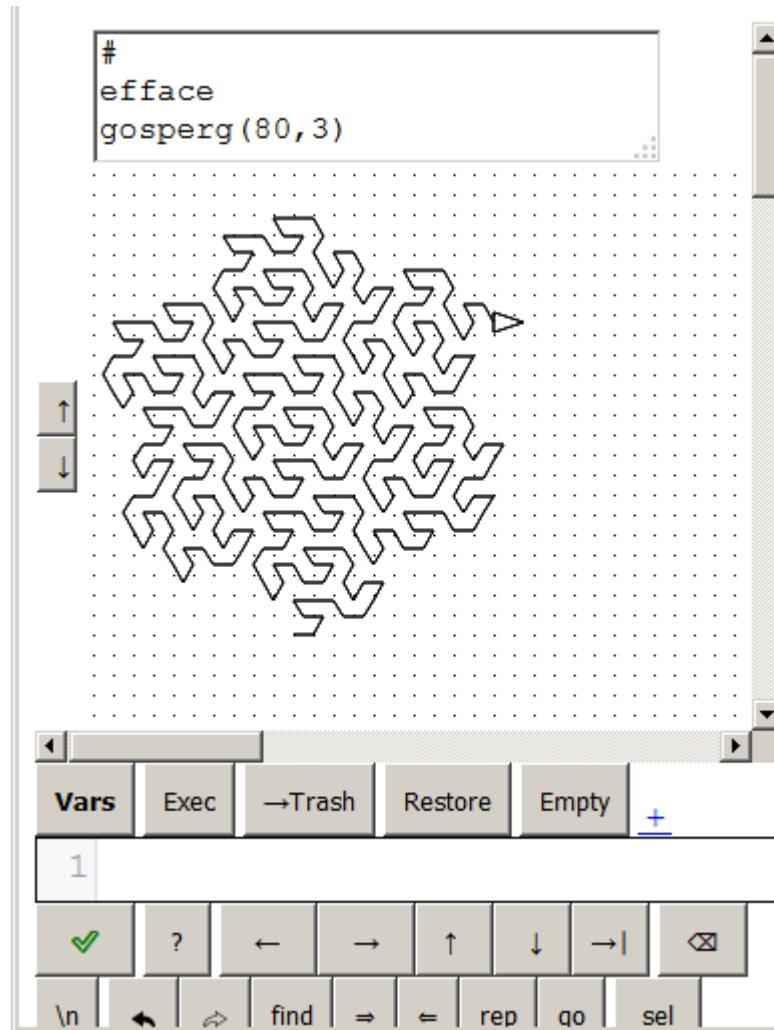 #
efface
gosperg(80,3)
↑
↓
Vars Exec →Trash Restore Empty +
1
? ← → ↑ ↓ →|
\n find ⇒ ⇐ rep go sel